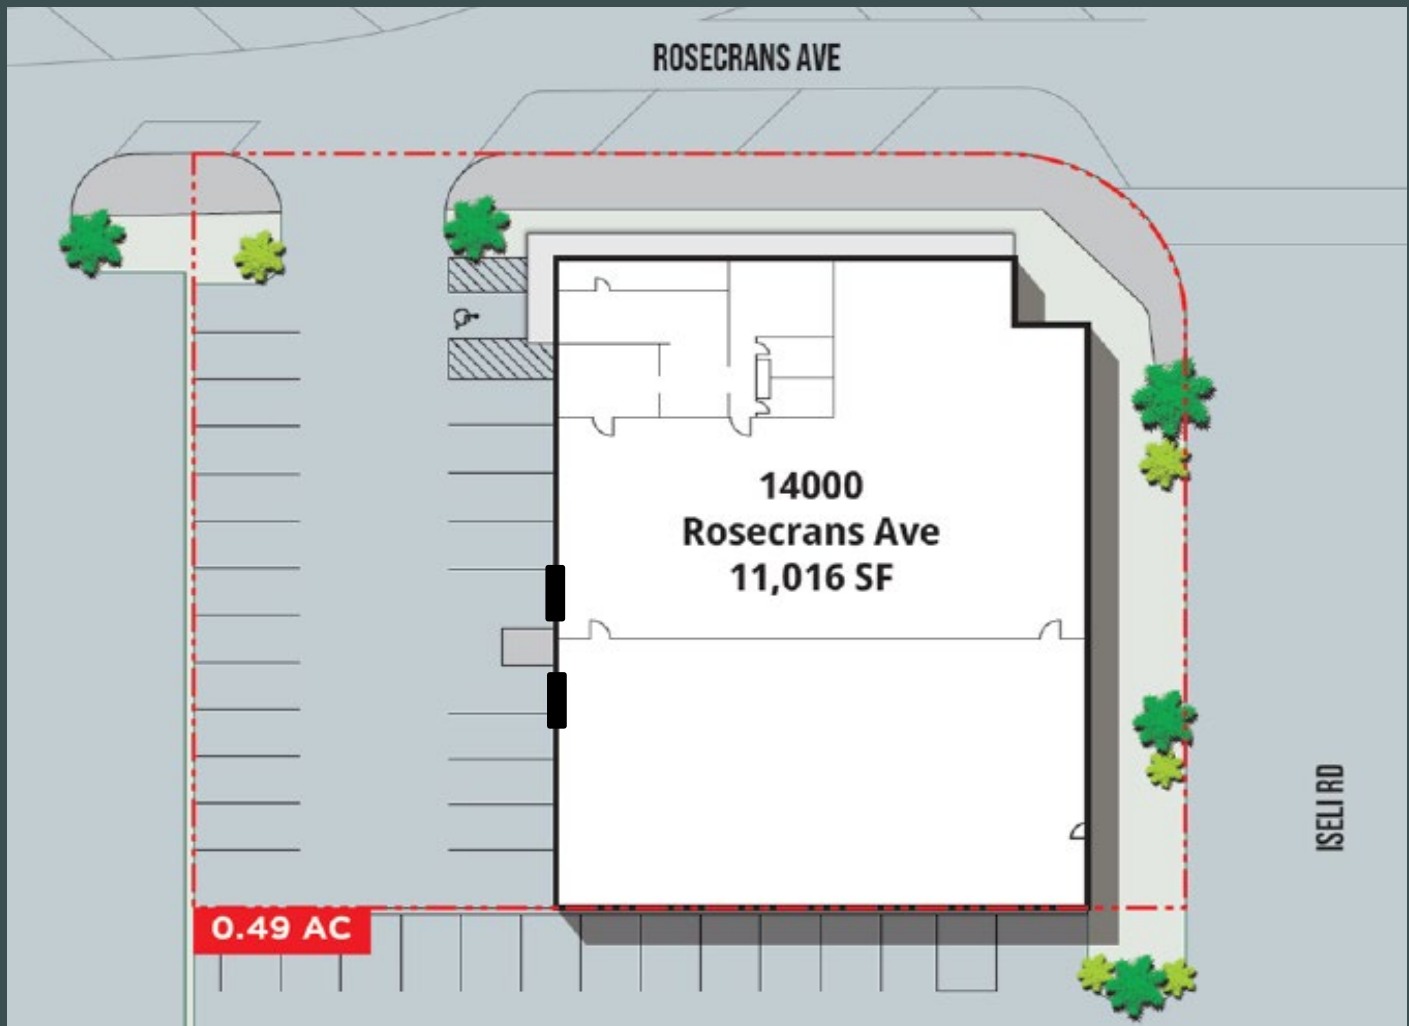 ROSECRANS AVE
14000
Rosecrans Ave
11,016 SF
ISELI RD
0.49 AC